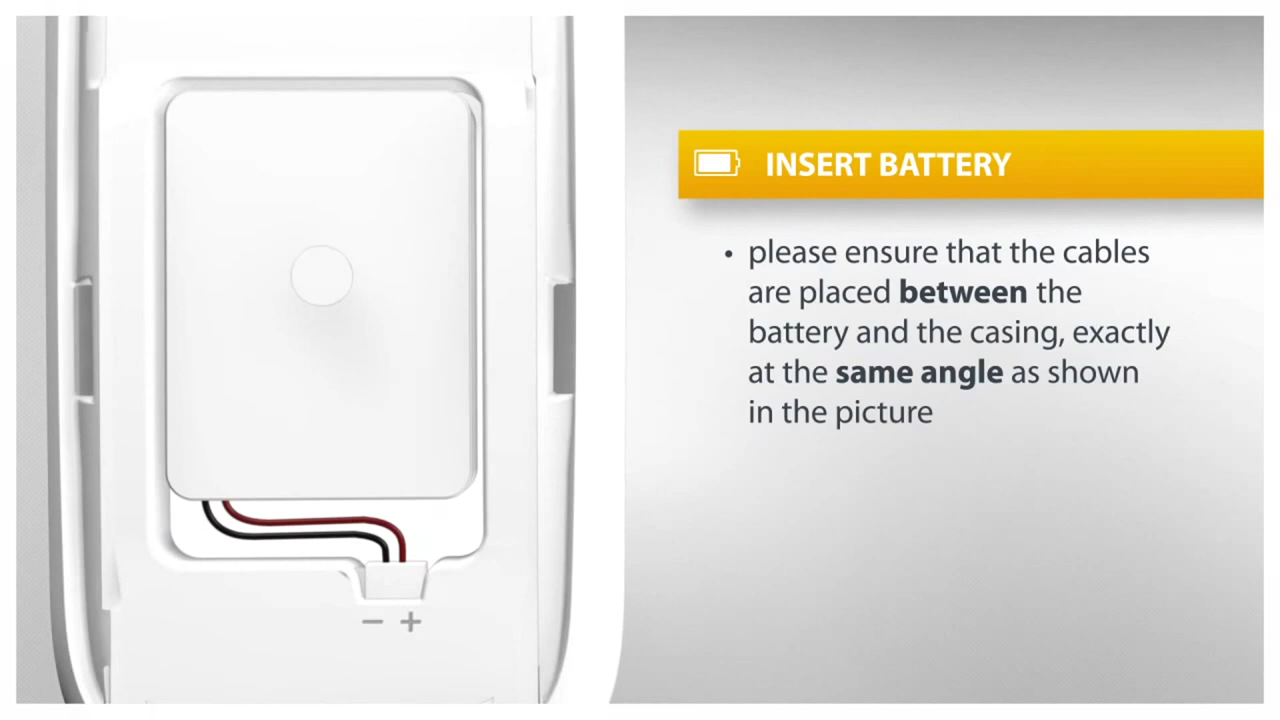 INSERT BATTERY
• please ensure that the cables
are placed between the
battery and the casing, exactly
at the same angle as shown
in the picture
− +